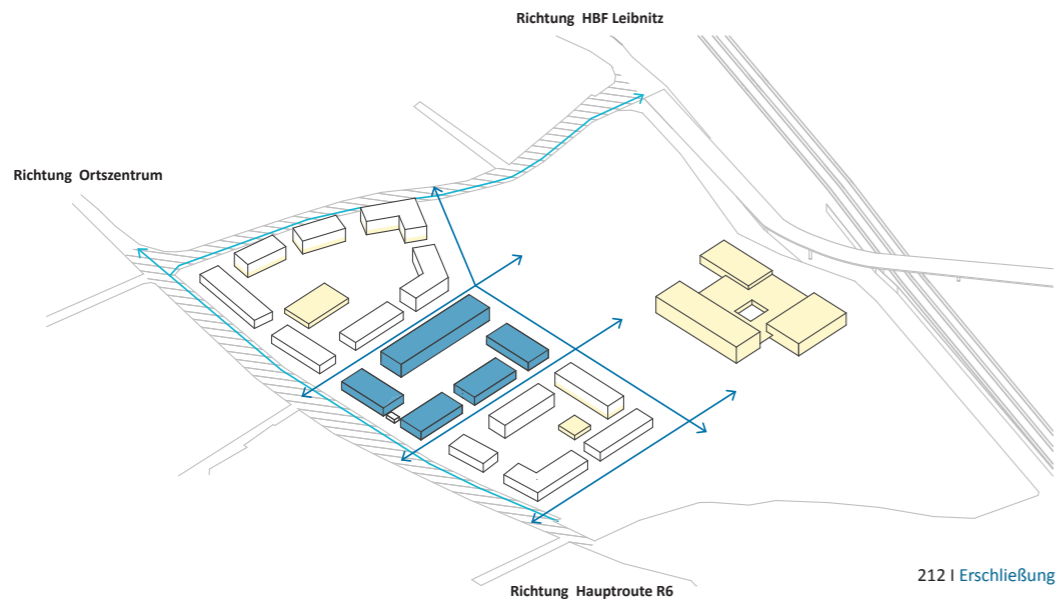 Richtung HBF Leibnitz
Richtung Ortszentrum
Richtung Hauptroute R6
212 I Erschließung